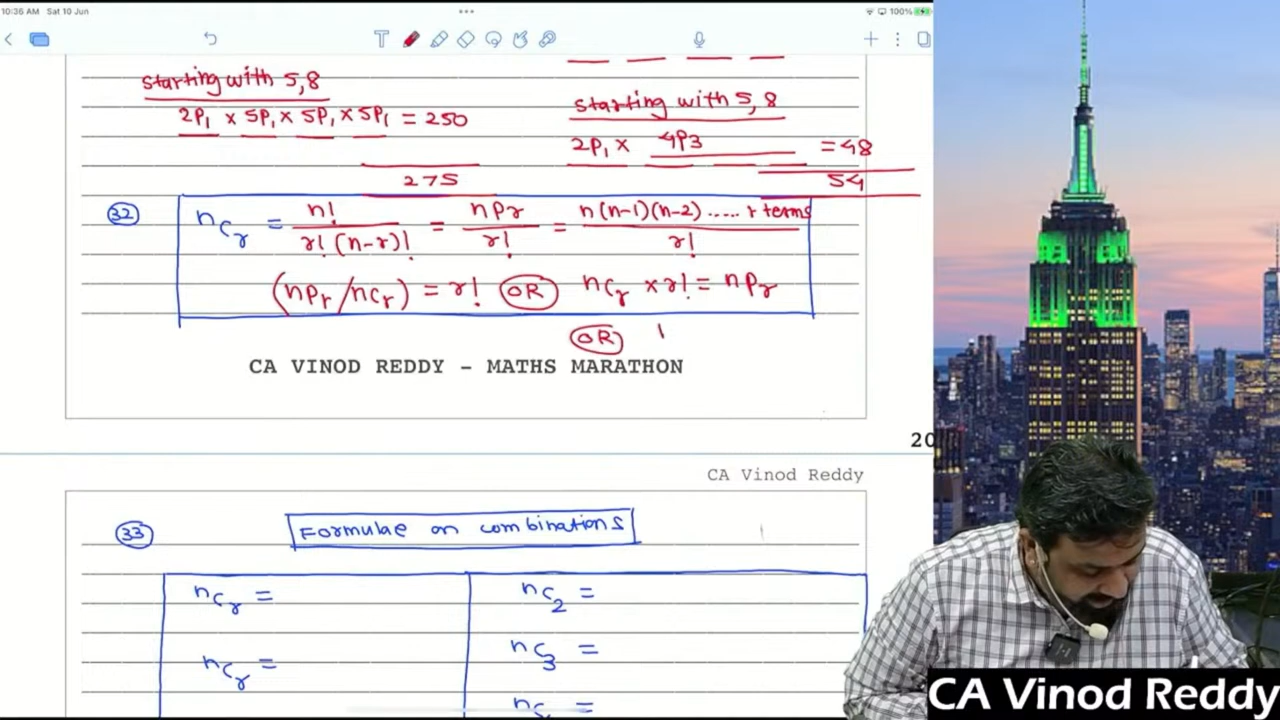 10:36 AM Sat 10 Jun
100%
starting with 5,8
2P₁ × 5P₁ × 5P₁ × 5P₁ = 250
275
starting with 5,8
2P₁ × 4P3 = 48
54
32
nCr = n! / r!(n-r)! = nPr / r! = n(n-1)(n-2) ..... r terms / r!
(nPr/nCr) = r! OR nCr × r! = nPr
OR
CA VINOD REDDY - MATHS MARATHON
20
CA Vinod Reddy
33 Formulae on combinations
nCr = nC₂ =
nCr = nC₃ =
CA Vinod Reddy